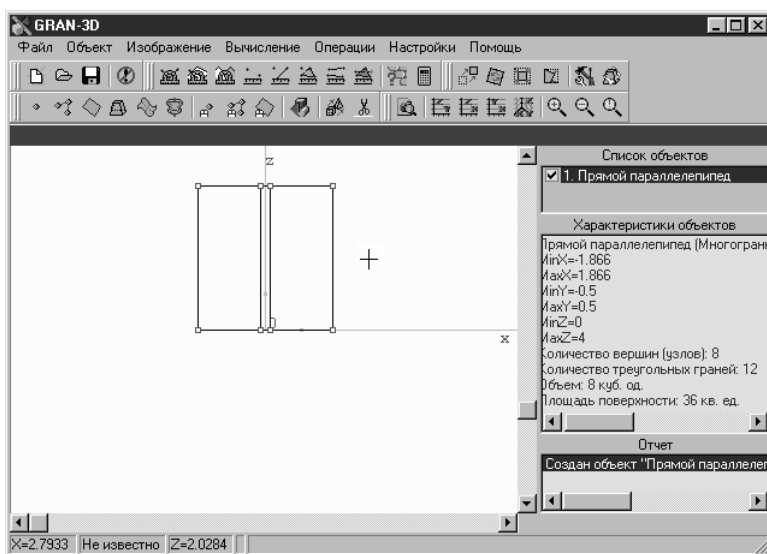 GRAN-3D
Файл Объект Изображение Вычисление Операции Настройки Помощь
Список объектов
1. Прямой параллелепипед
z
x
Характеристики объектов
Прямой параллелепипед (Многогран
MinX=-1.866
MaxX=1.866
MinY=-0.5
MaxY=0.5
MinZ=0
MaxZ=4
Количество вершин (узлов): 8
Количество треугольных граней: 12
Объем: 8 куб. од.
Площадь поверхности: 36 кв. ед.
Отчет
Создан объект "Прямой параллелеп
X=2.7933 Не известно Z=2.0284